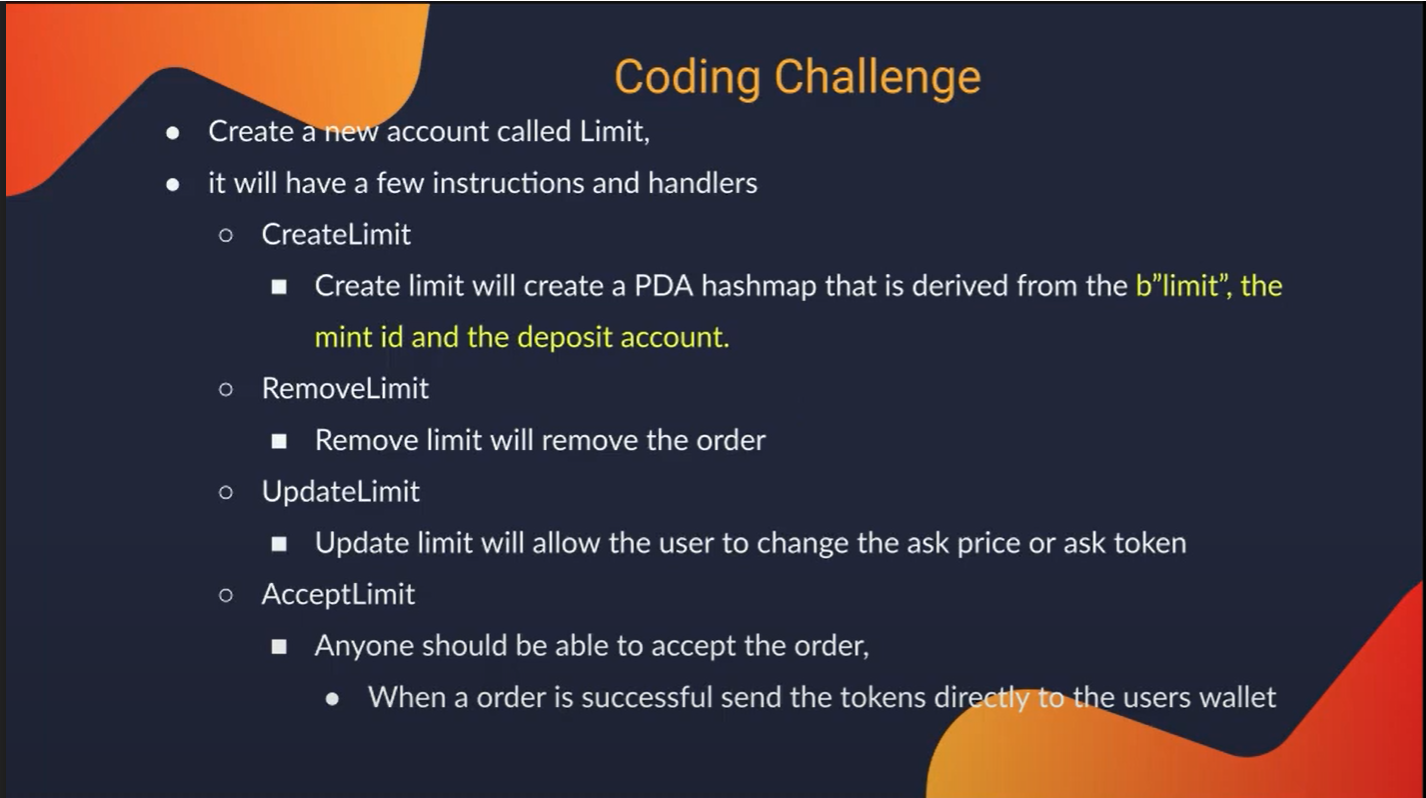 Coding Challenge
● Create a new account called Limit,
● it will have a few instructions and handlers
○ CreateLimit
■ Create limit will create a PDA hashmap that is derived from the b”limit”, the
mint id and the deposit account.
○ RemoveLimit
■ Remove limit will remove the order
○ UpdateLimit
■ Update limit will allow the user to change the ask price or ask token
○ AcceptLimit
■ Anyone should be able to accept the order,
● When a order is successful send the tokens directly to the users wallet